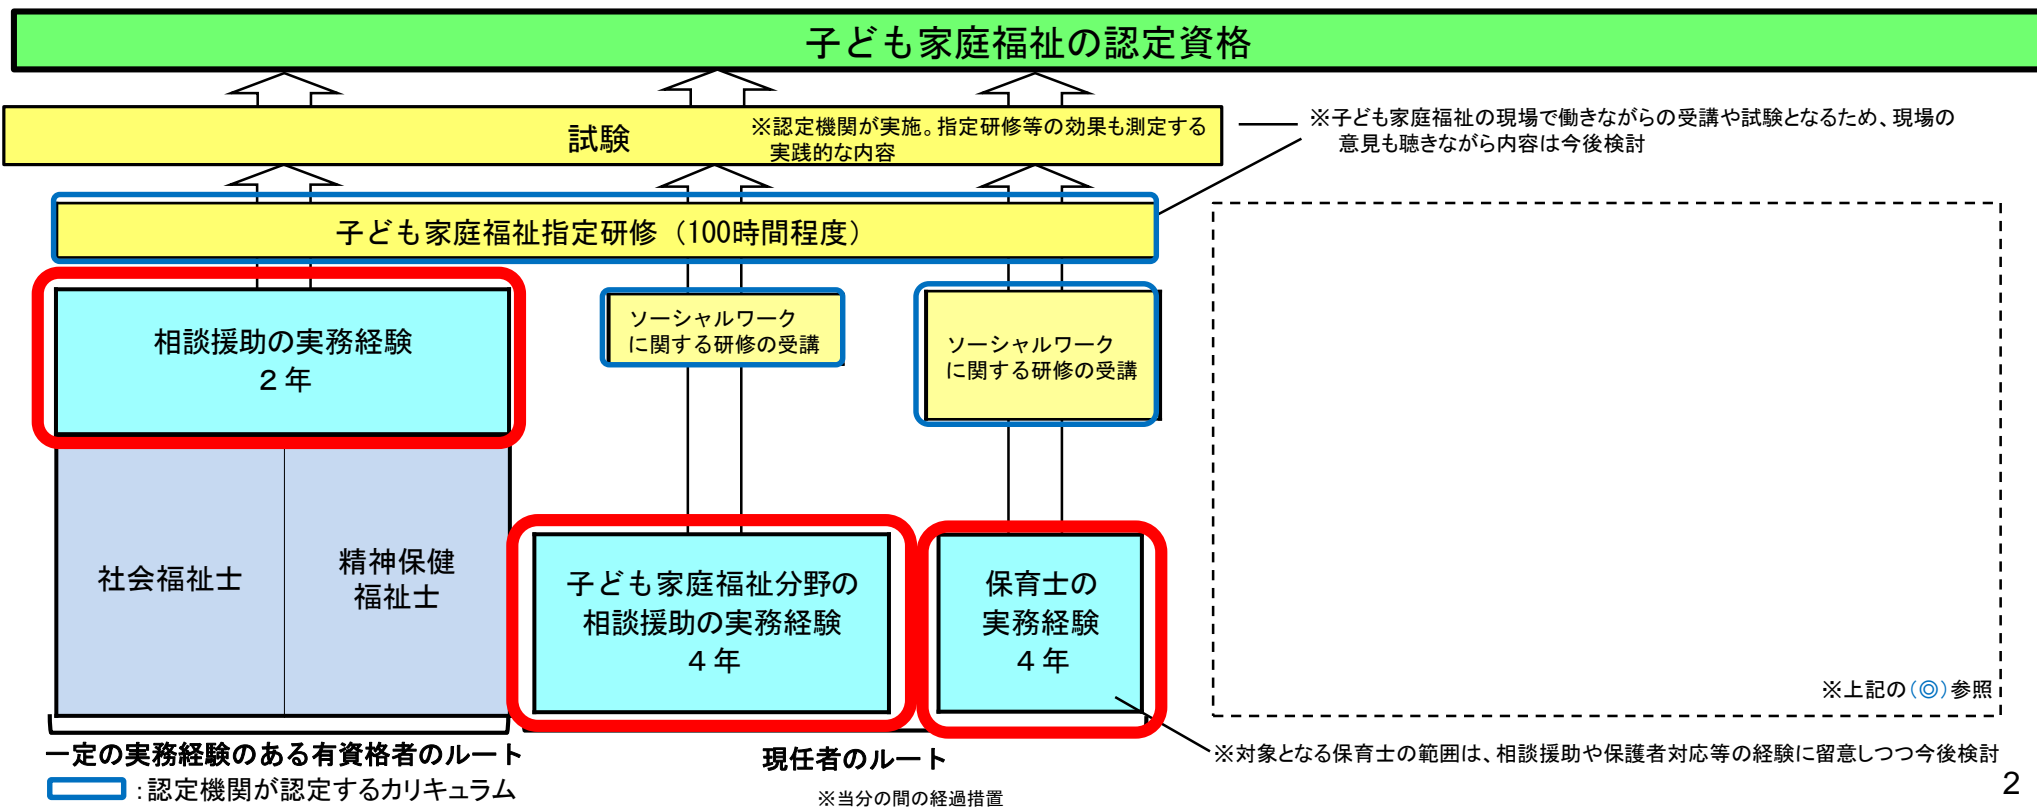 子ども家庭福祉の認定資格
試験
※認定機関が実施。指定研修等の効果も測定する
実践的な内容
※子ども家庭福祉の現場で働きながらの受講や試験となるため、現場の
意見も聴きながら内容は今後検討
子ども家庭福祉指定研修（100時間程度）
相談援助の実務経験
２年
ソーシャルワーク
に関する研修の受講
ソーシャルワーク
に関する研修の受講
社会福祉士
精神保健
福祉士
子ども家庭福祉分野の
相談援助の実務経験
４年
保育士の
実務経験
４年
※上記の(◎)参照
一定の実務経験のある有資格者のルート
現任者のルート
※対象となる保育士の範囲は、相談援助や保護者対応等の経験に留意しつつ今後検討
：認定機関が認定するカリキュラム
※当分の間の経過措置
2